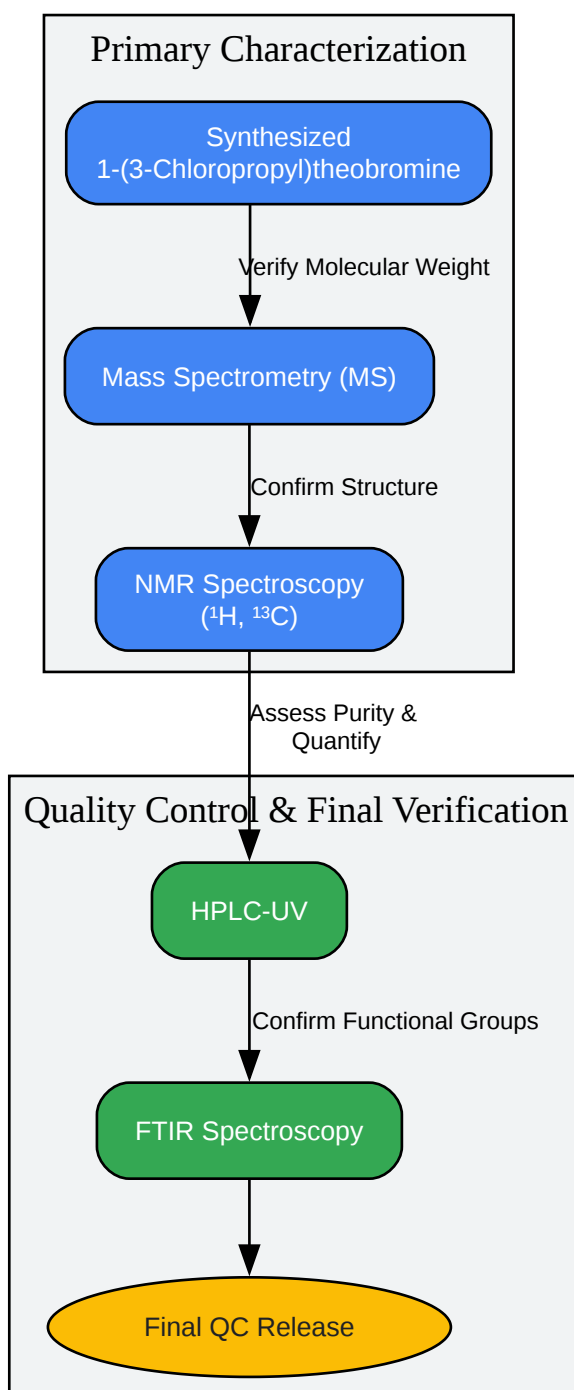 Primary Characterization
Synthesized
1-(3-Chloropropyl)theobromine
Verify Molecular Weight
Mass Spectrometry (MS)
Confirm Structure
NMR Spectroscopy
(¹H, ¹³C)
Assess Purity &
Quantify
Quality Control & Final Verification
HPLC-UV
Confirm Functional Groups
FTIR Spectroscopy
Final QC Release